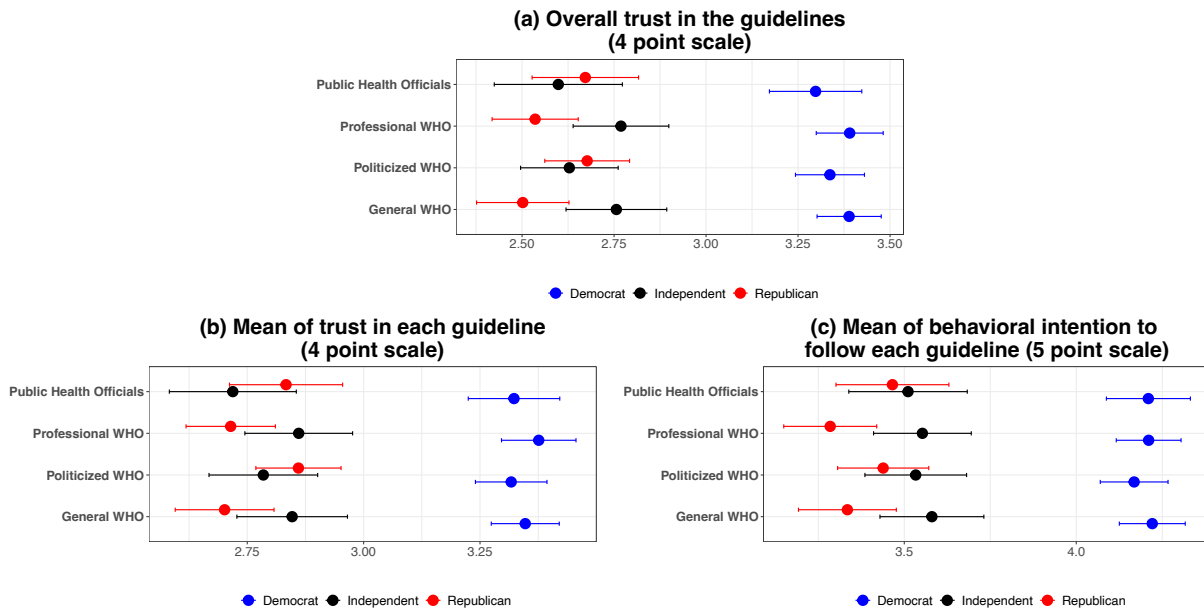 (a) Overall trust in the guidelines
(4 point scale)
Public Health Officials
Professional WHO
Politicized WHO
General WHO
2.50 2.75 3.00 3.25 3.50
Democrat Independent Republican
(b) Mean of trust in each guideline
(4 point scale)
Public Health Officials
Professional WHO
Politicized WHO
General WHO
2.75 3.00 3.25
Democrat Independent Republican
(c) Mean of behavioral intention to
follow each guideline (5 point scale)
Public Health Officials
Professional WHO
Politicized WHO
General WHO
3.5 4.0
Democrat Independent Republican